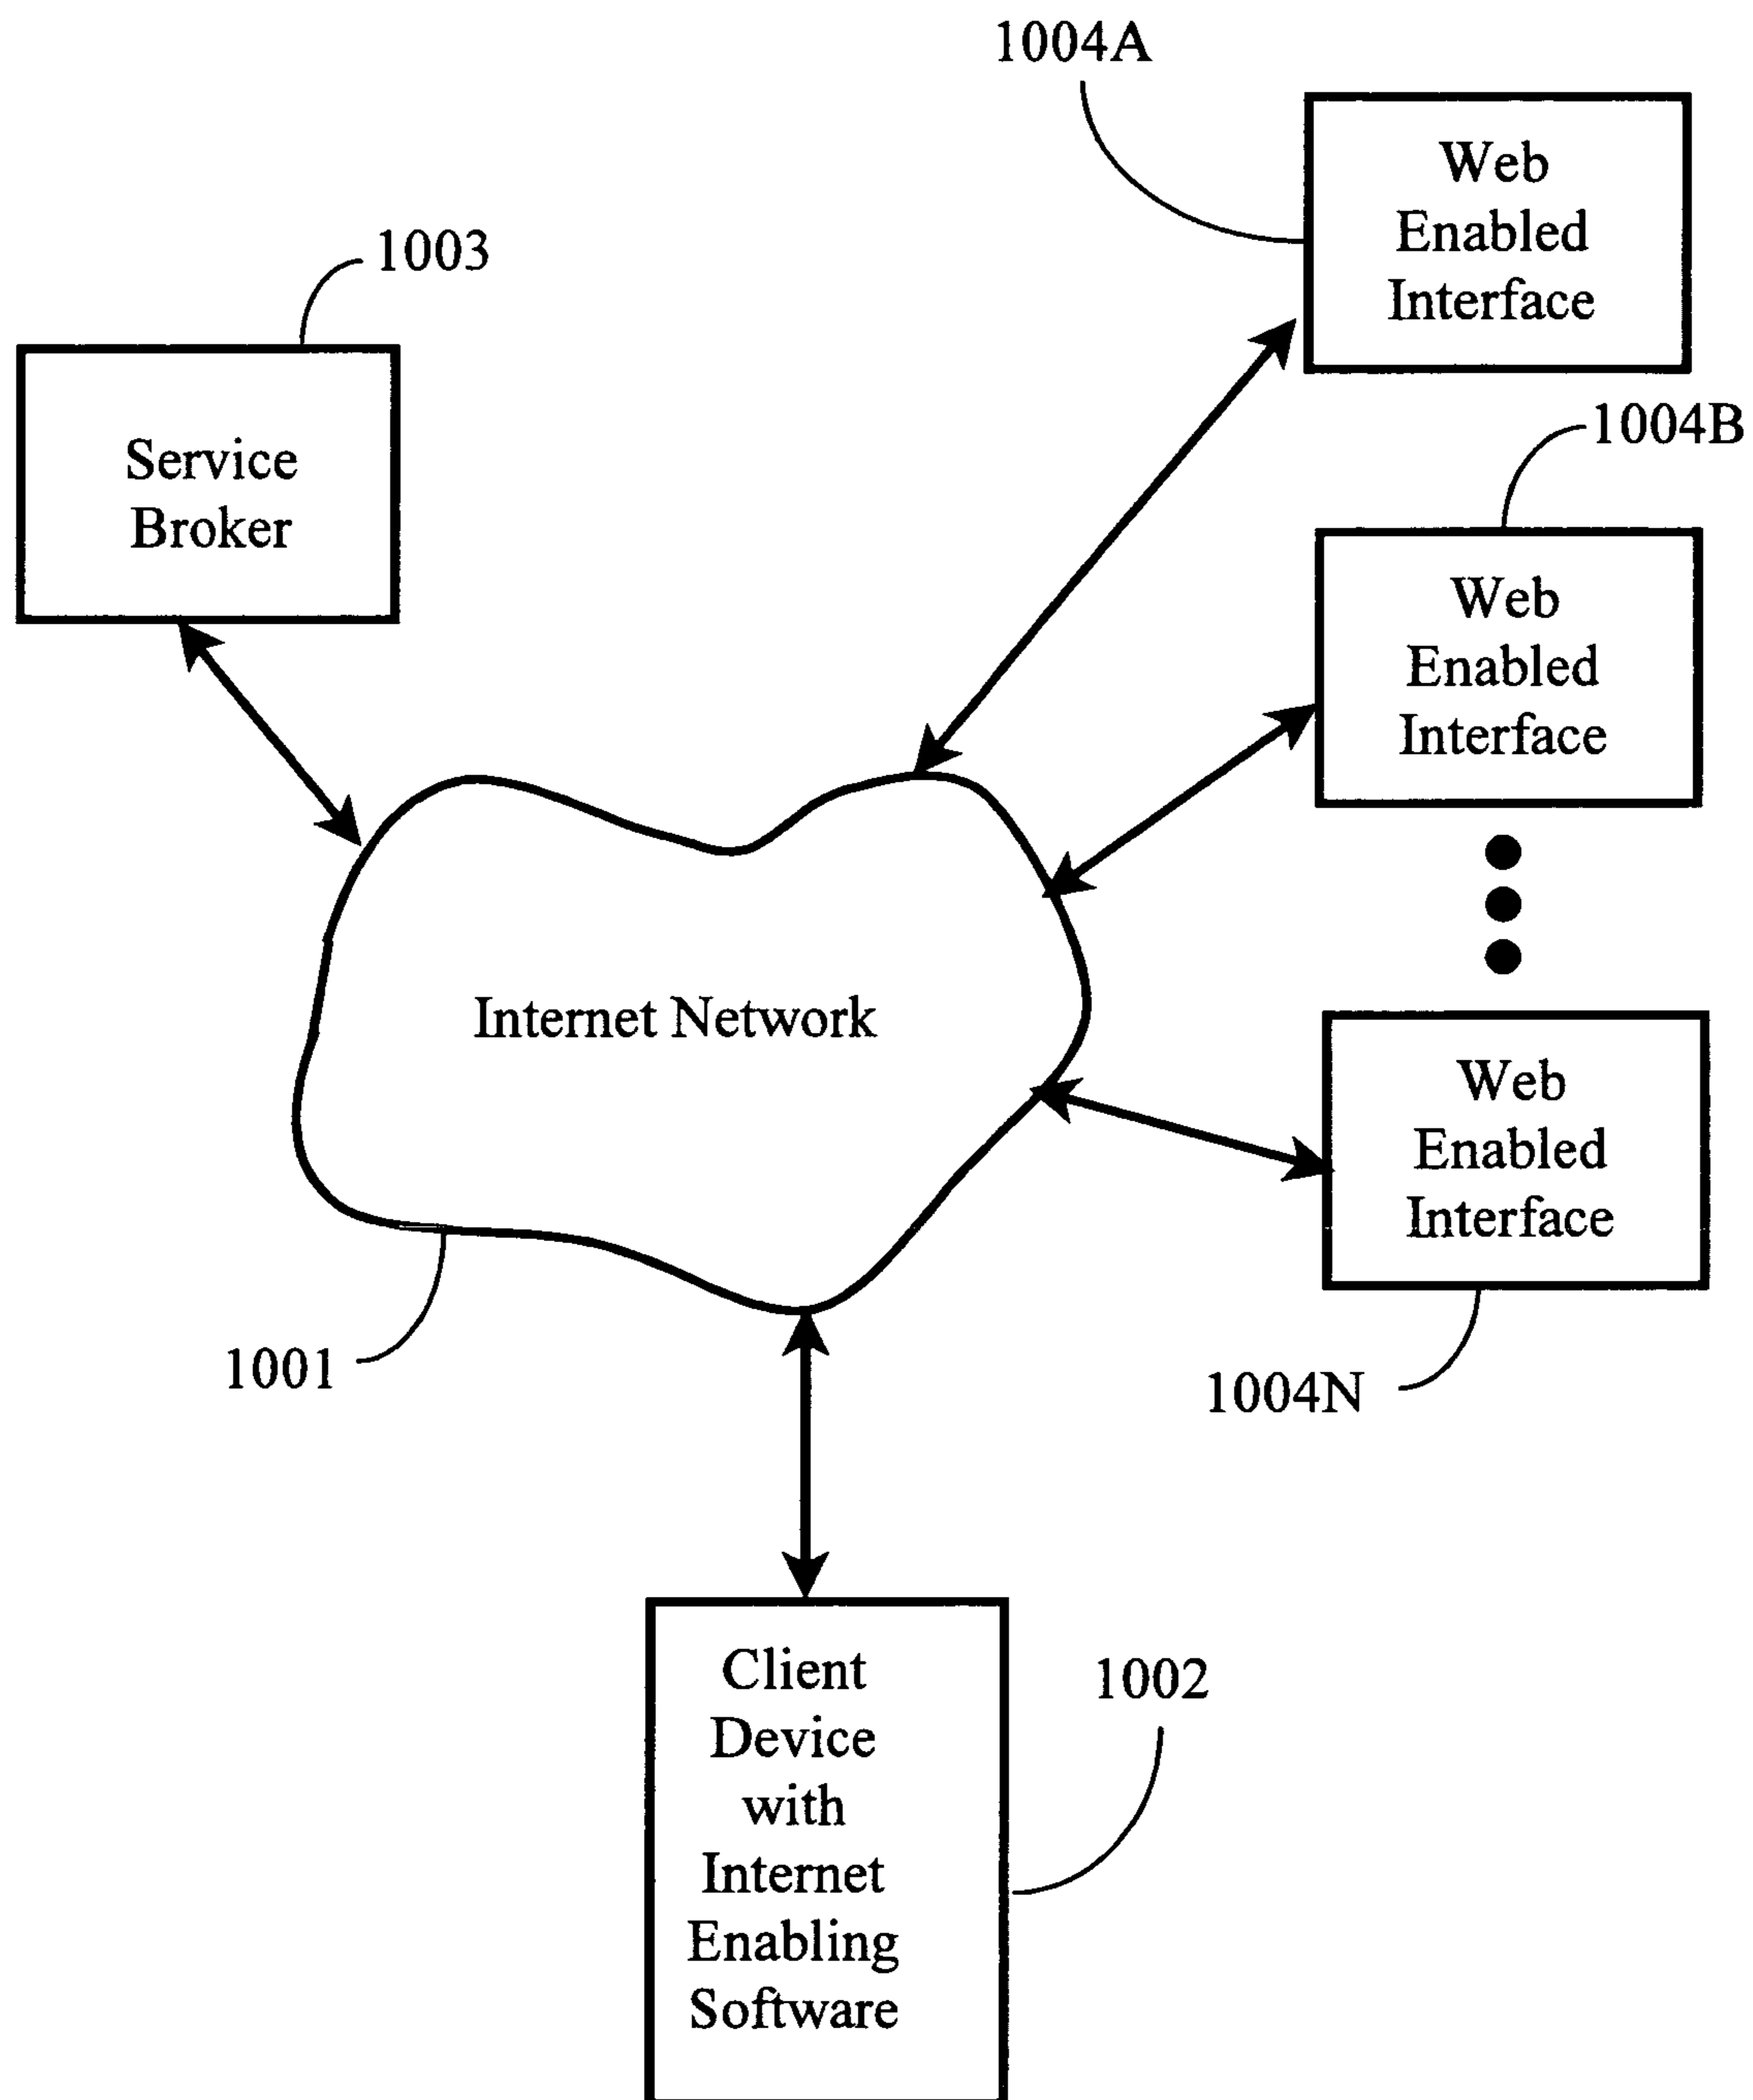 1004A
Web
Enabled
Interface
1003
Service
Broker
1004B
Web
Enabled
Interface
Internet Network
Web
Enabled
Interface
1001
1004N
Client
Device
with
Internet
Enabling
Software
1002